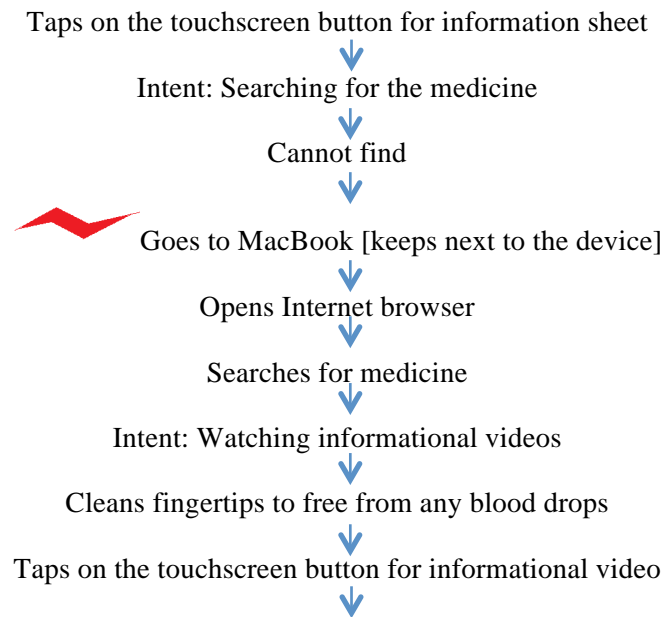 Taps on the touchscreen button for information sheet
Intent: Searching for the medicine
Cannot find
Goes to MacBook [keeps next to the device]
Opens Internet browser
Searches for medicine
Intent: Watching informational videos
Cleans fingertips to free from any blood drops
Taps on the touchscreen button for informational video